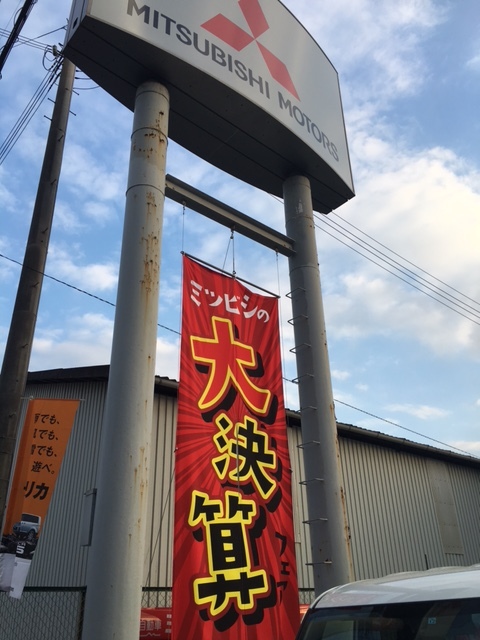 MITSUBISHI MOTORS
ミツビシの
大決算
フェア
でも、
でも、
でも、
遊べ。
リカ